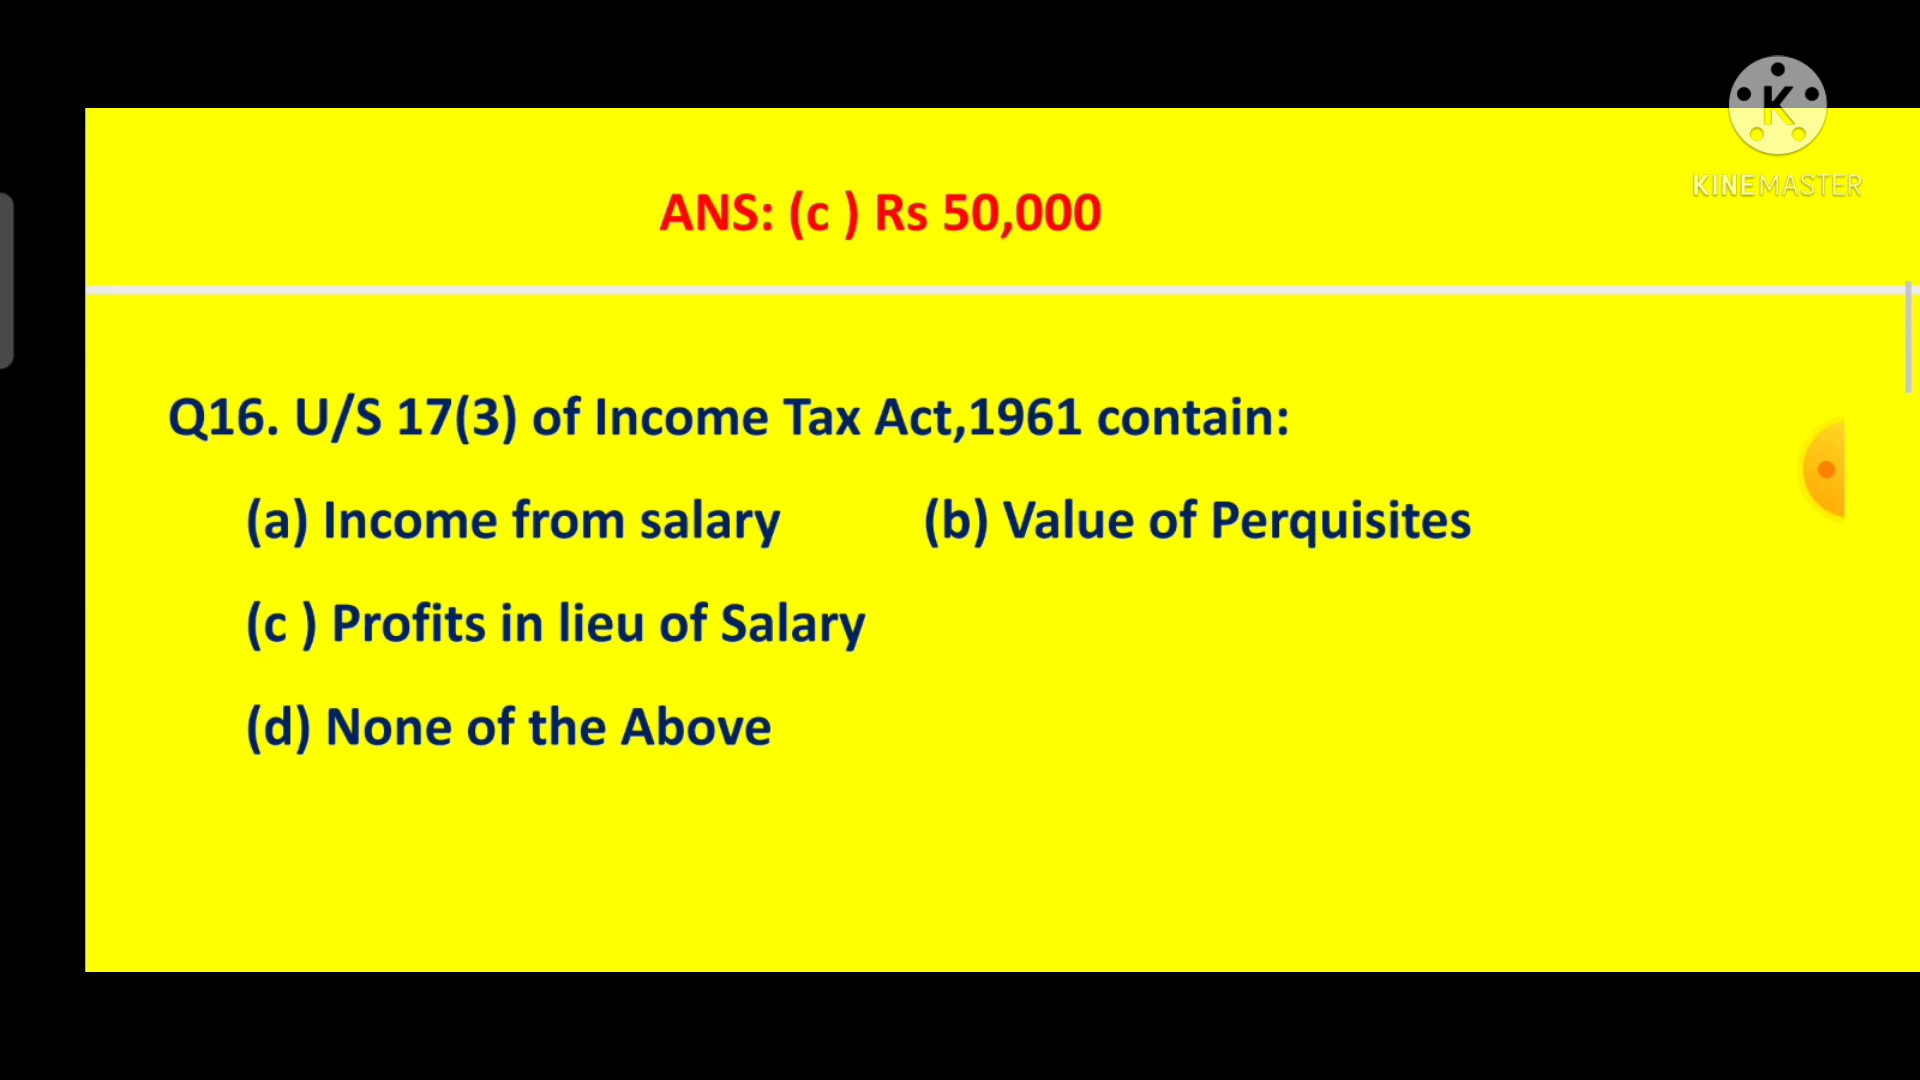 K
KINEMASTER
ANS: (c ) Rs 50,000
Q16. U/S 17(3) of Income Tax Act,1961 contain:
(a) Income from salary (b) Value of Perquisites
(c ) Profits in lieu of Salary
(d) None of the Above